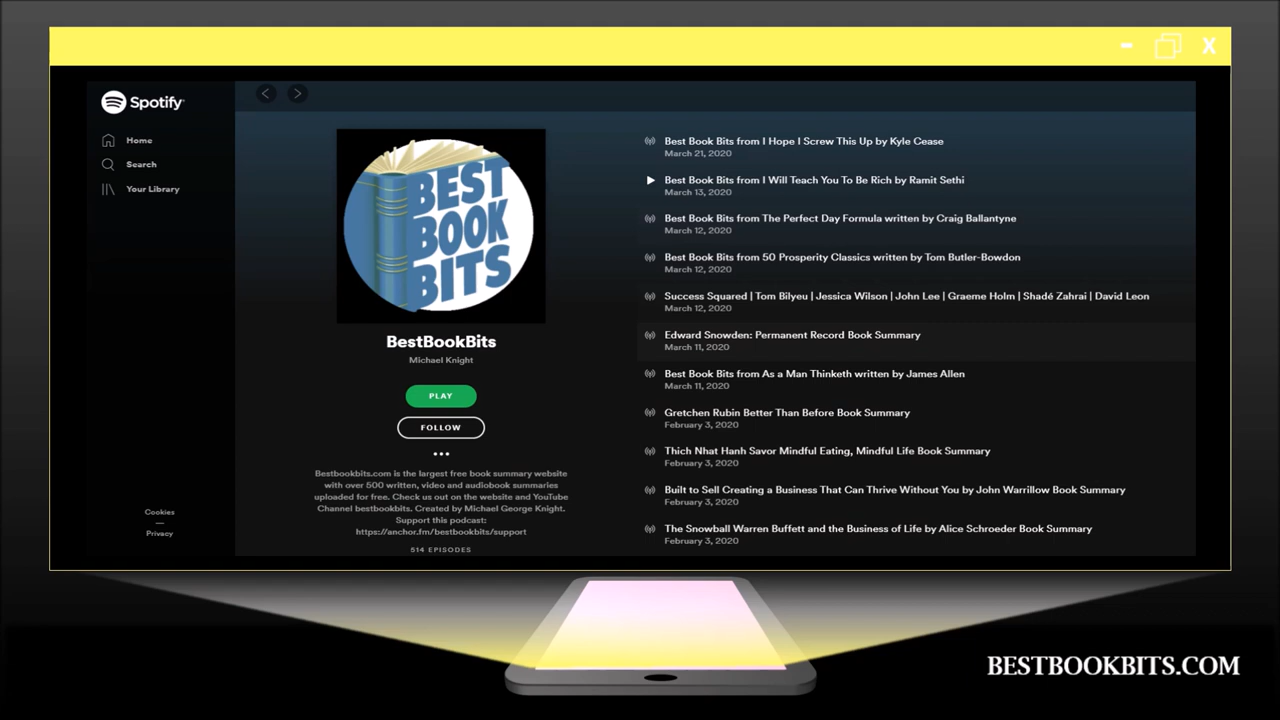 X
Spotify
Home
Search
Your Library
Cookies
Privacy
BEST
BOOK
BITS
BestBookBits
Michael Knight
PLAY
FOLLOW
Bestbookbits.com is the largest free book summary website
with over 500 written, video and audiobook summaries
uploaded for free. Check us out on the website and YouTube
Channel bestbookbits. Created by Michael George Knight.
Support this podcast:
https://anchor.fm/bestbookbits/support
514 EPISODES
Best Book Bits from I Hope I Screw This Up by Kyle Cease
March 21, 2020
Best Book Bits from I Will Teach You To Be Rich by Ramit Sethi
March 13, 2020
Best Book Bits from The Perfect Day Formula written by Craig Ballantyne
March 12, 2020
Best Book Bits from 50 Prosperity Classics written by Tom Butler-Bowdon
March 12, 2020
Success Squared | Tom Bilyeu | Jessica Wilson | John Lee | Graeme Holm | Shadé Zahrai | David Leon
March 12, 2020
Edward Snowden: Permanent Record Book Summary
March 11, 2020
Best Book Bits from As a Man Thinketh written by James Allen
March 11, 2020
Gretchen Rubin Better Than Before Book Summary
February 3, 2020
Thich Nhat Hanh Savor Mindful Eating, Mindful Life Book Summary
February 3, 2020
Built to Sell Creating a Business That Can Thrive Without You by John Warrillow Book Summary
February 3, 2020
The Snowball Warren Buffett and the Business of Life by Alice Schroeder Book Summary
February 3, 2020
BESTBOOKBITS.COM